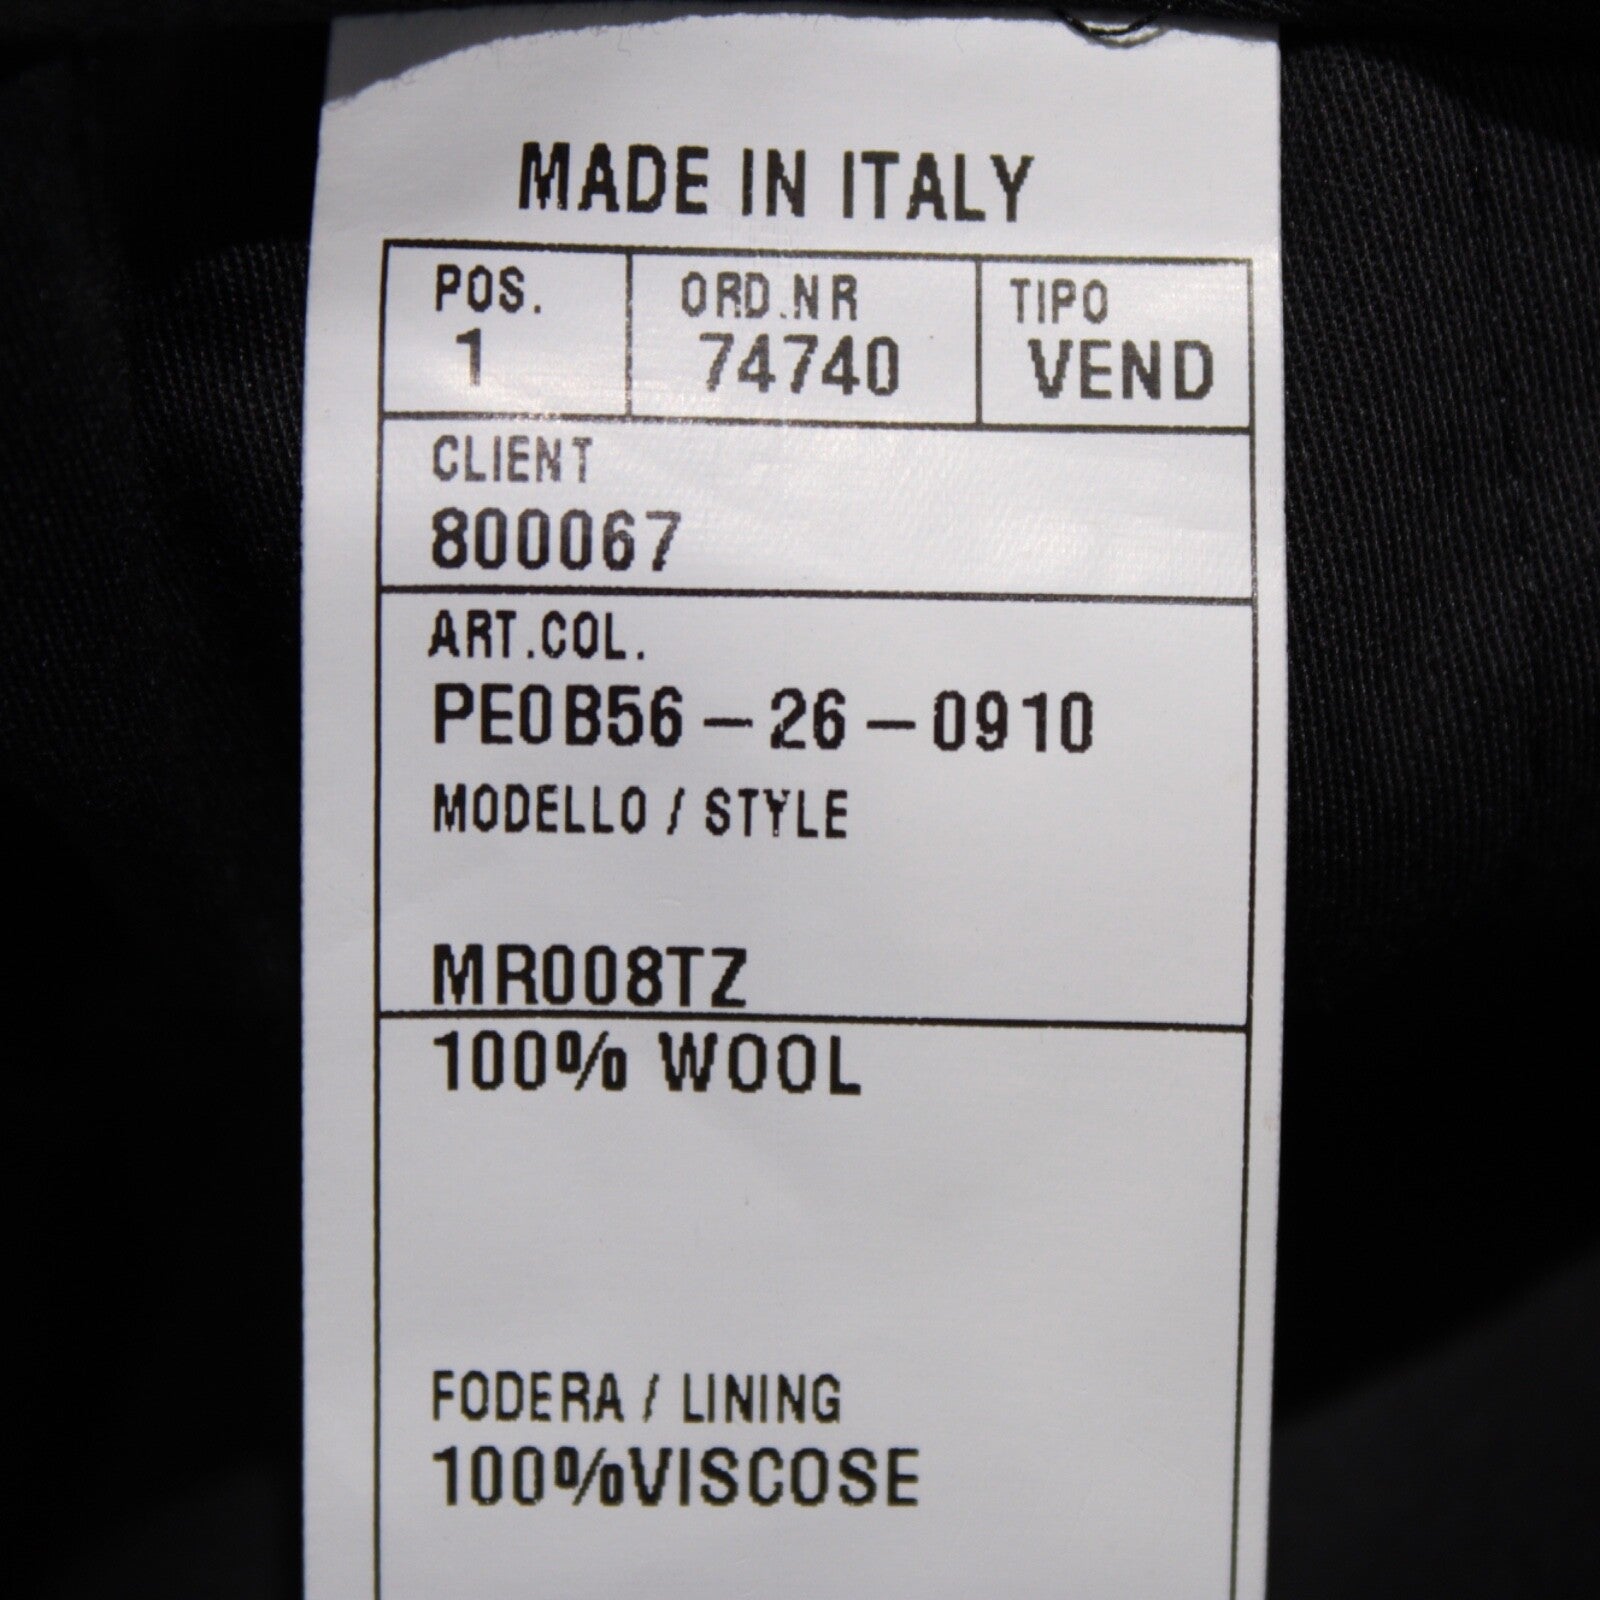 MADE IN ITALY
POS. ORD.NR TIPO
1 74740 VEND
CLIENT
800067
ART.COL.
PE0B56-26-0910
MODELLO / STYLE
MR008TZ
100% WOOL
FODERA / LINING
100%VISCOSE